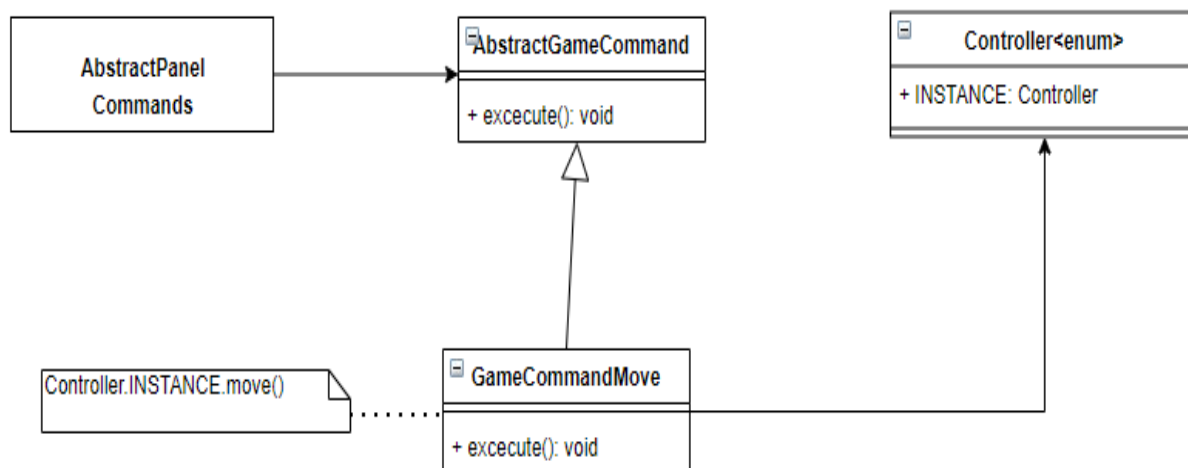 AbstractPanel
Commands
AbstractGameCommand
+ excecute(): void
Controller<enum>
+ INSTANCE: Controller
Controller.INSTANCE.move()
GameCommandMove
+ excecute(): void